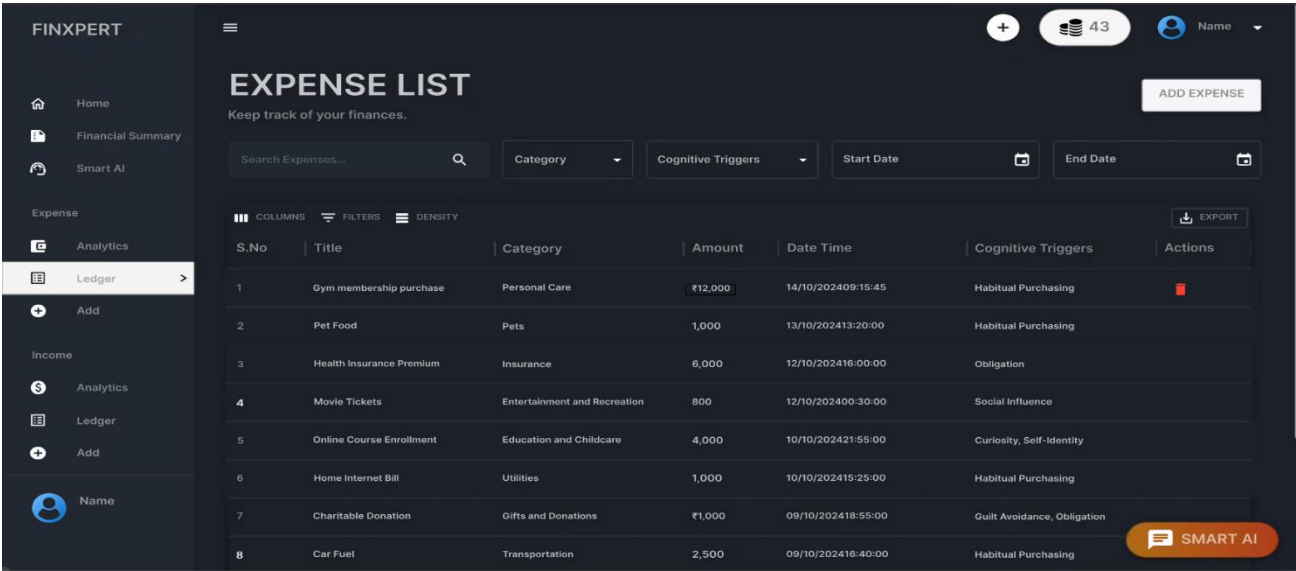 FINXPERT
43
Name
EXPENSE LIST
Keep track of your finances.
ADD EXPENSE
Home
Financial Summary
Smart AI
Search Expenses...
Category
Cognitive Triggers
Start Date
End Date
Expense
Analytics
Ledger
Add
Income
Analytics
Ledger
Add
Name
COLUMNS FILTERS DENSITY EXPORT
S.No Title Category Amount Date Time Cognitive Triggers Actions
1 Gym membership purchase Personal Care ₹12,000 14/10/202409:15:45 Habitual Purchasing
2 Pet Food Pets 1,000 13/10/202413:20:00 Habitual Purchasing
3 Health Insurance Premium Insurance 6,000 12/10/202416:00:00 Obligation
4 Movie Tickets Entertainment and Recreation 800 12/10/202400:30:00 Social Influence
5 Online Course Enrollment Education and Childcare 4,000 10/10/202421:55:00 Curiosity, Self-Identity
6 Home Internet Bill Utilities 1,000 10/10/202415:25:00 Habitual Purchasing
7 Charitable Donation Gifts and Donations ₹1,000 09/10/202418:55:00 Guilt Avoidance, Obligation
8 Car Fuel Transportation 2,500 09/10/202416:40:00 Habitual Purchasing
SMART AI